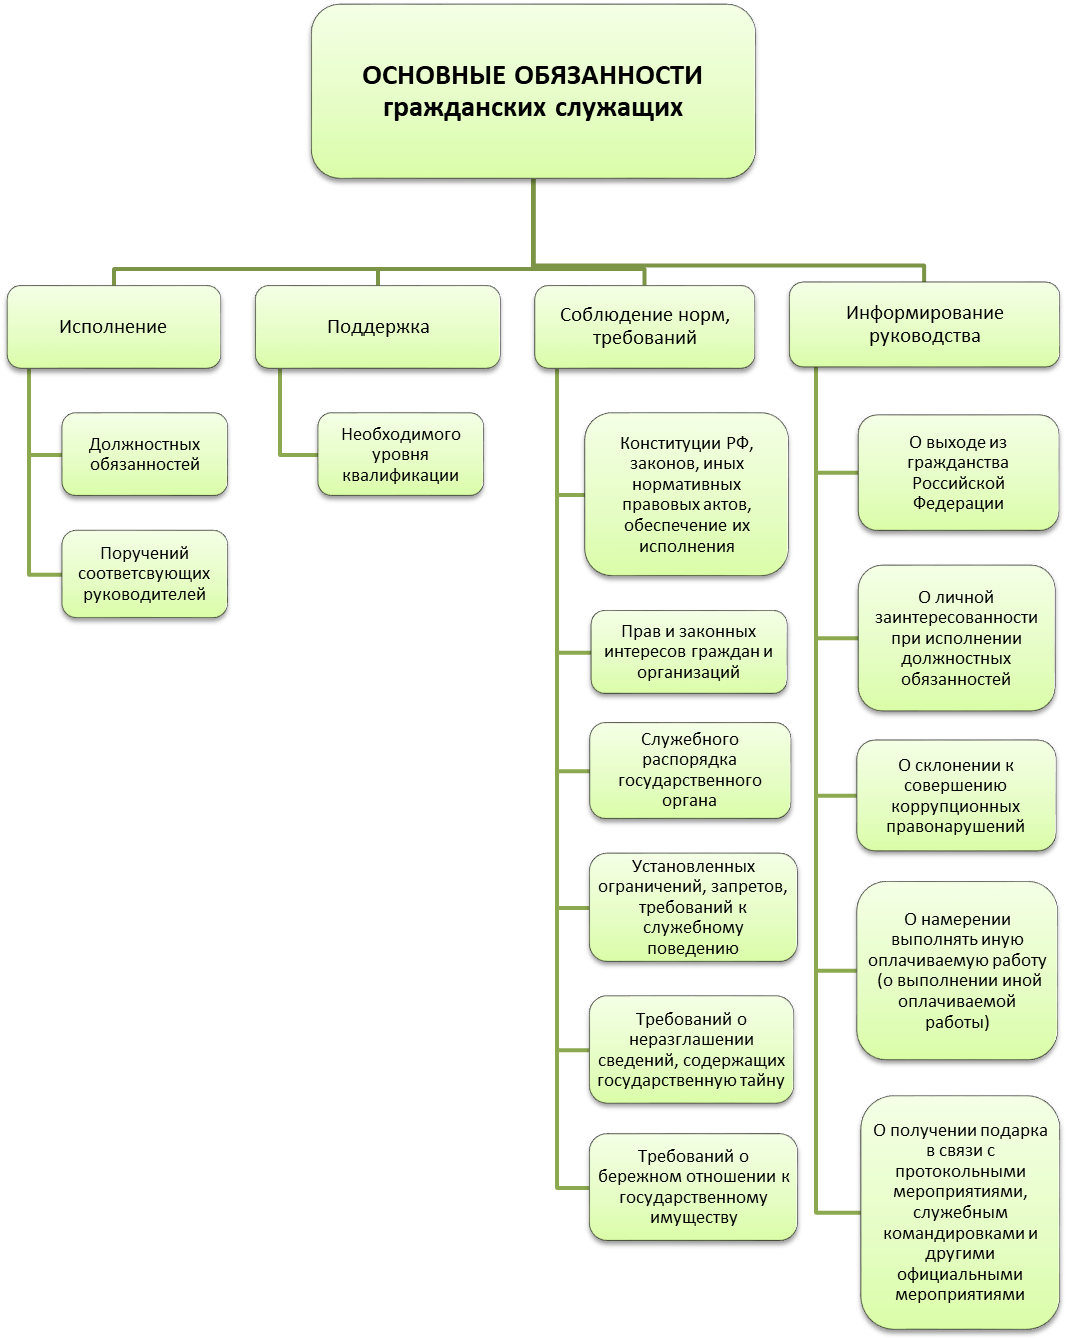 ОСНОВНЫЕ ОБЯЗАННОСТИ
гражданских служащих
Исполнение
Должностных
обязанностей
Поручений
соответсвующих
руководителей
Поддержка
Необходимого
уровня
квалификации
Соблюдение норм,
требований
Конституции РФ,
законов, иных
нормативных
правовых актов,
обеспечение их
исполнения
Прав и законных
интересов граждан и
организаций
Служебного
распорядка
государственного
органа
Установленных
ограничений, запретов,
требований к
служебному
поведению
Требований о
неразглашении
сведений, содержащих
государственную тайну
Требований о
бережном отношении к
государственному
имуществу
Информирование
руководства
О выходе из
гражданства
Российской
Федерации
О личной
заинтересованности
при исполнении
должностных
обязанностей
О склонении к
совершению
коррупционных
правонарушений
О намерении
выполнять иную
оплачиваемую работу
(о выполнении иной
оплачиваемой
работы)
О получении подарка
в связи с
протокольными
мероприятиями,
служебным
командировками и
другими
официальными
мероприятиями